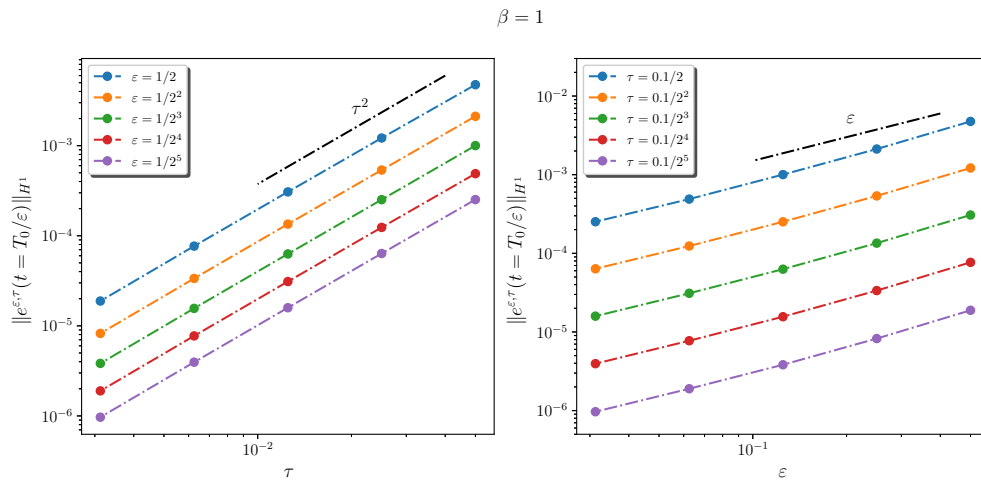 β = 1
ε = 1/2
ε = 1/2²
ε = 1/2³
ε = 1/2⁴
ε = 1/2⁵
τ²
10⁻³
10⁻⁴
10⁻⁵
10⁻⁶
10⁻²
τ
||e^{ε,τ}(t = T₀/ε)||_{H¹}
τ = 0.1/2
τ = 0.1/2²
τ = 0.1/2³
τ = 0.1/2⁴
τ = 0.1/2⁵
ε
10⁻²
10⁻³
10⁻⁴
10⁻⁵
10⁻⁶
10⁻¹
ε
||e^{ε,τ}(t = T₀/ε)||_{H¹}